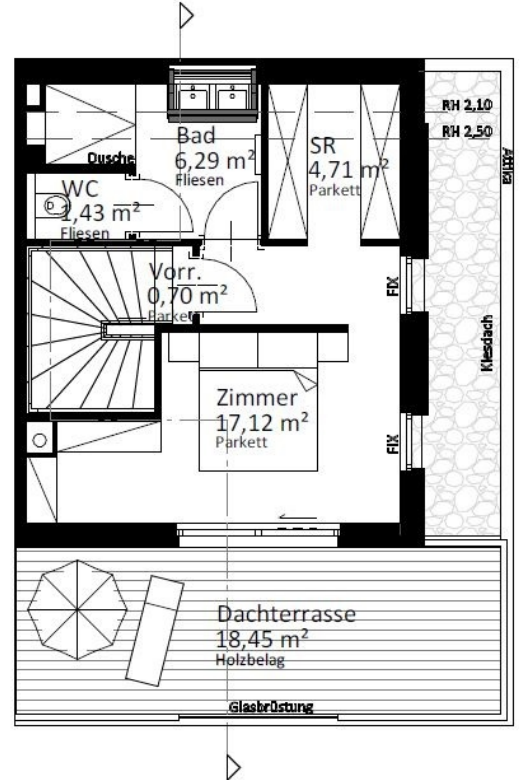 RH 2,10
RH 2,50
Attika
Bad
6,29 m²
Fliesen
SR
4,71 m²
Parkett
Dusche
WC
1,43 m²
Fliesen
Vorr.
0,70 m²
Parkett
FIX
Kiesdach
Zimmer
17,12 m²
Parkett
FIX
Dachterrasse
18,45 m²
Holzbelag
Glasbrüstung